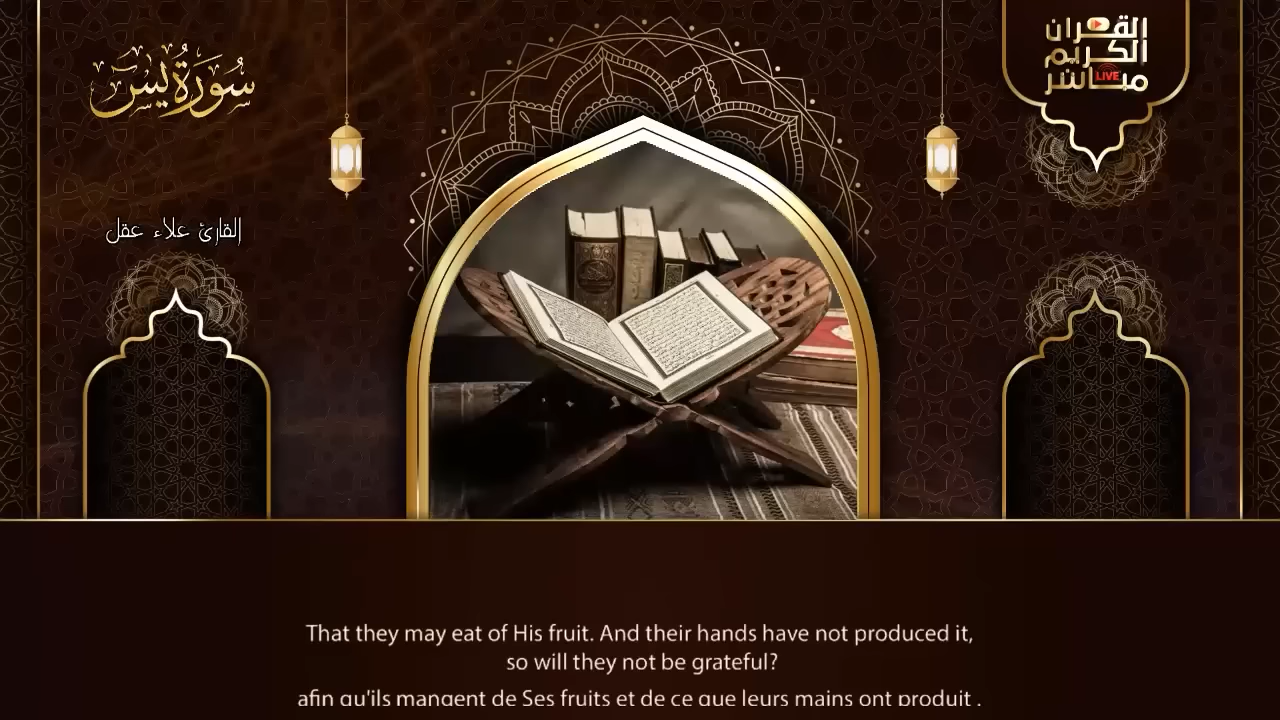 سُورَةُ يسٓ
القران
الكريم
مباشر
LIVE
القارئ علاء عقل
That they may eat of His fruit. And their hands have not produced it,
so will they not be grateful?
afin qu'ils mangent de Ses fruits et de ce que leurs mains ont produit .